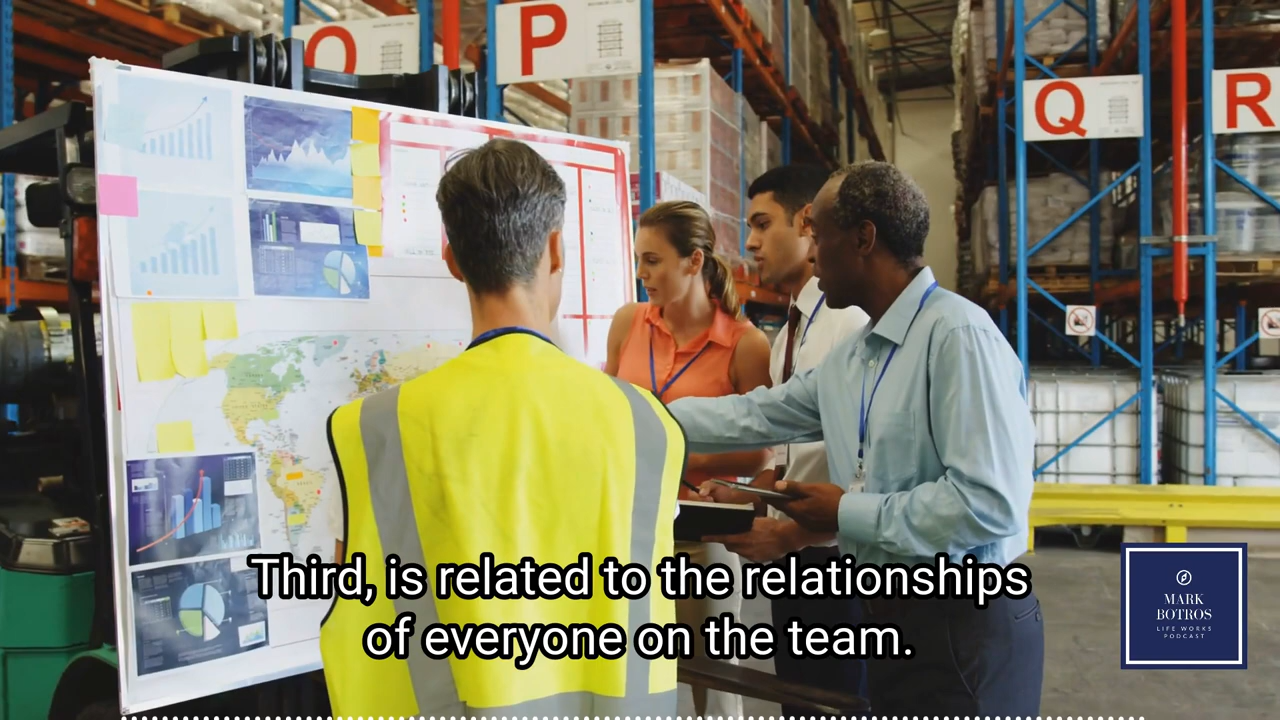 O
P
Q
R
Third, is related to the relationships
of everyone on the team.
MARK
BOTROS
LIFE WORKS
PODCAST